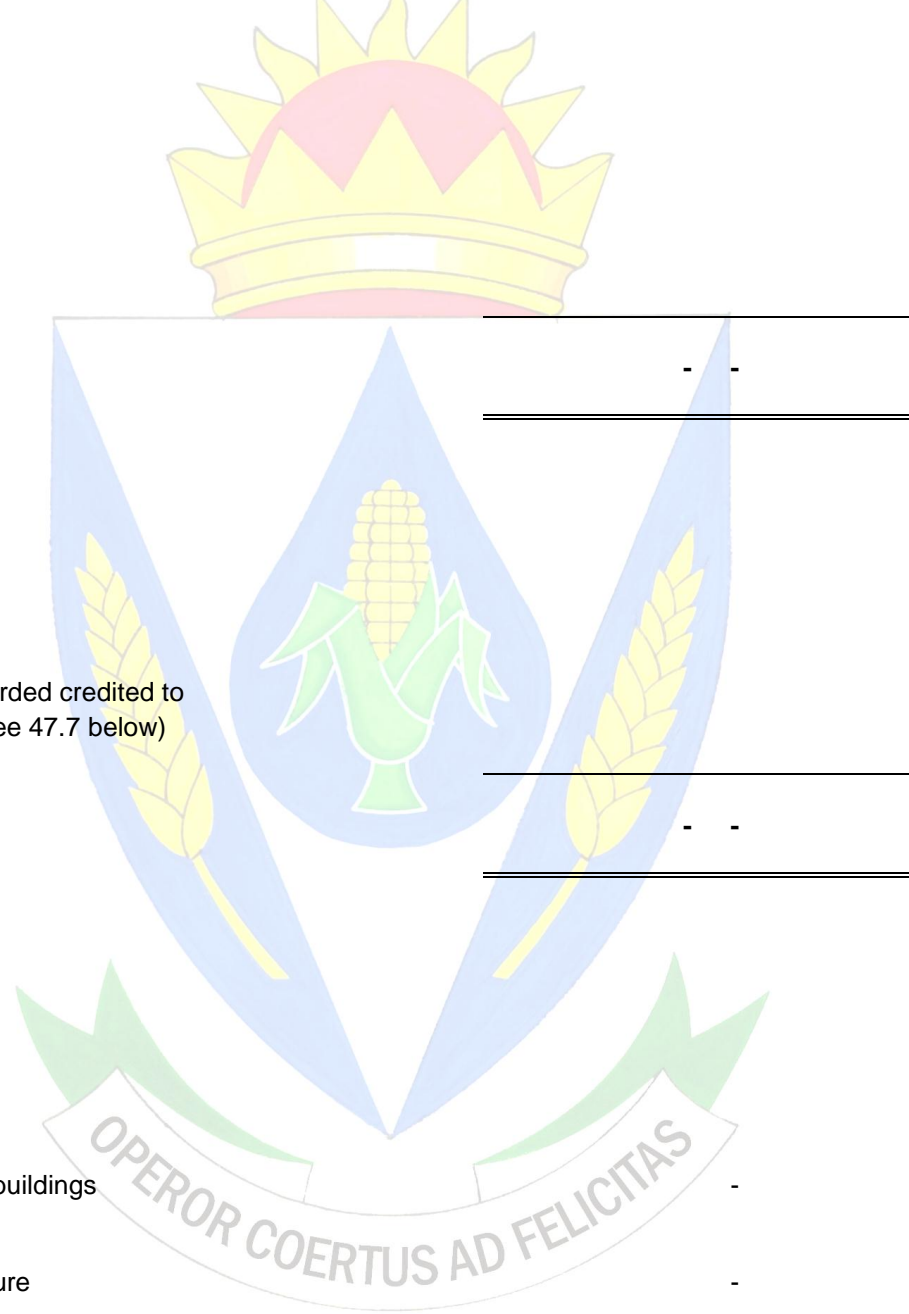 - -
rded credited to
ee 47.7 below)
- -
buildings -
ure -
OPEROR COERTUS AD FELICITAS